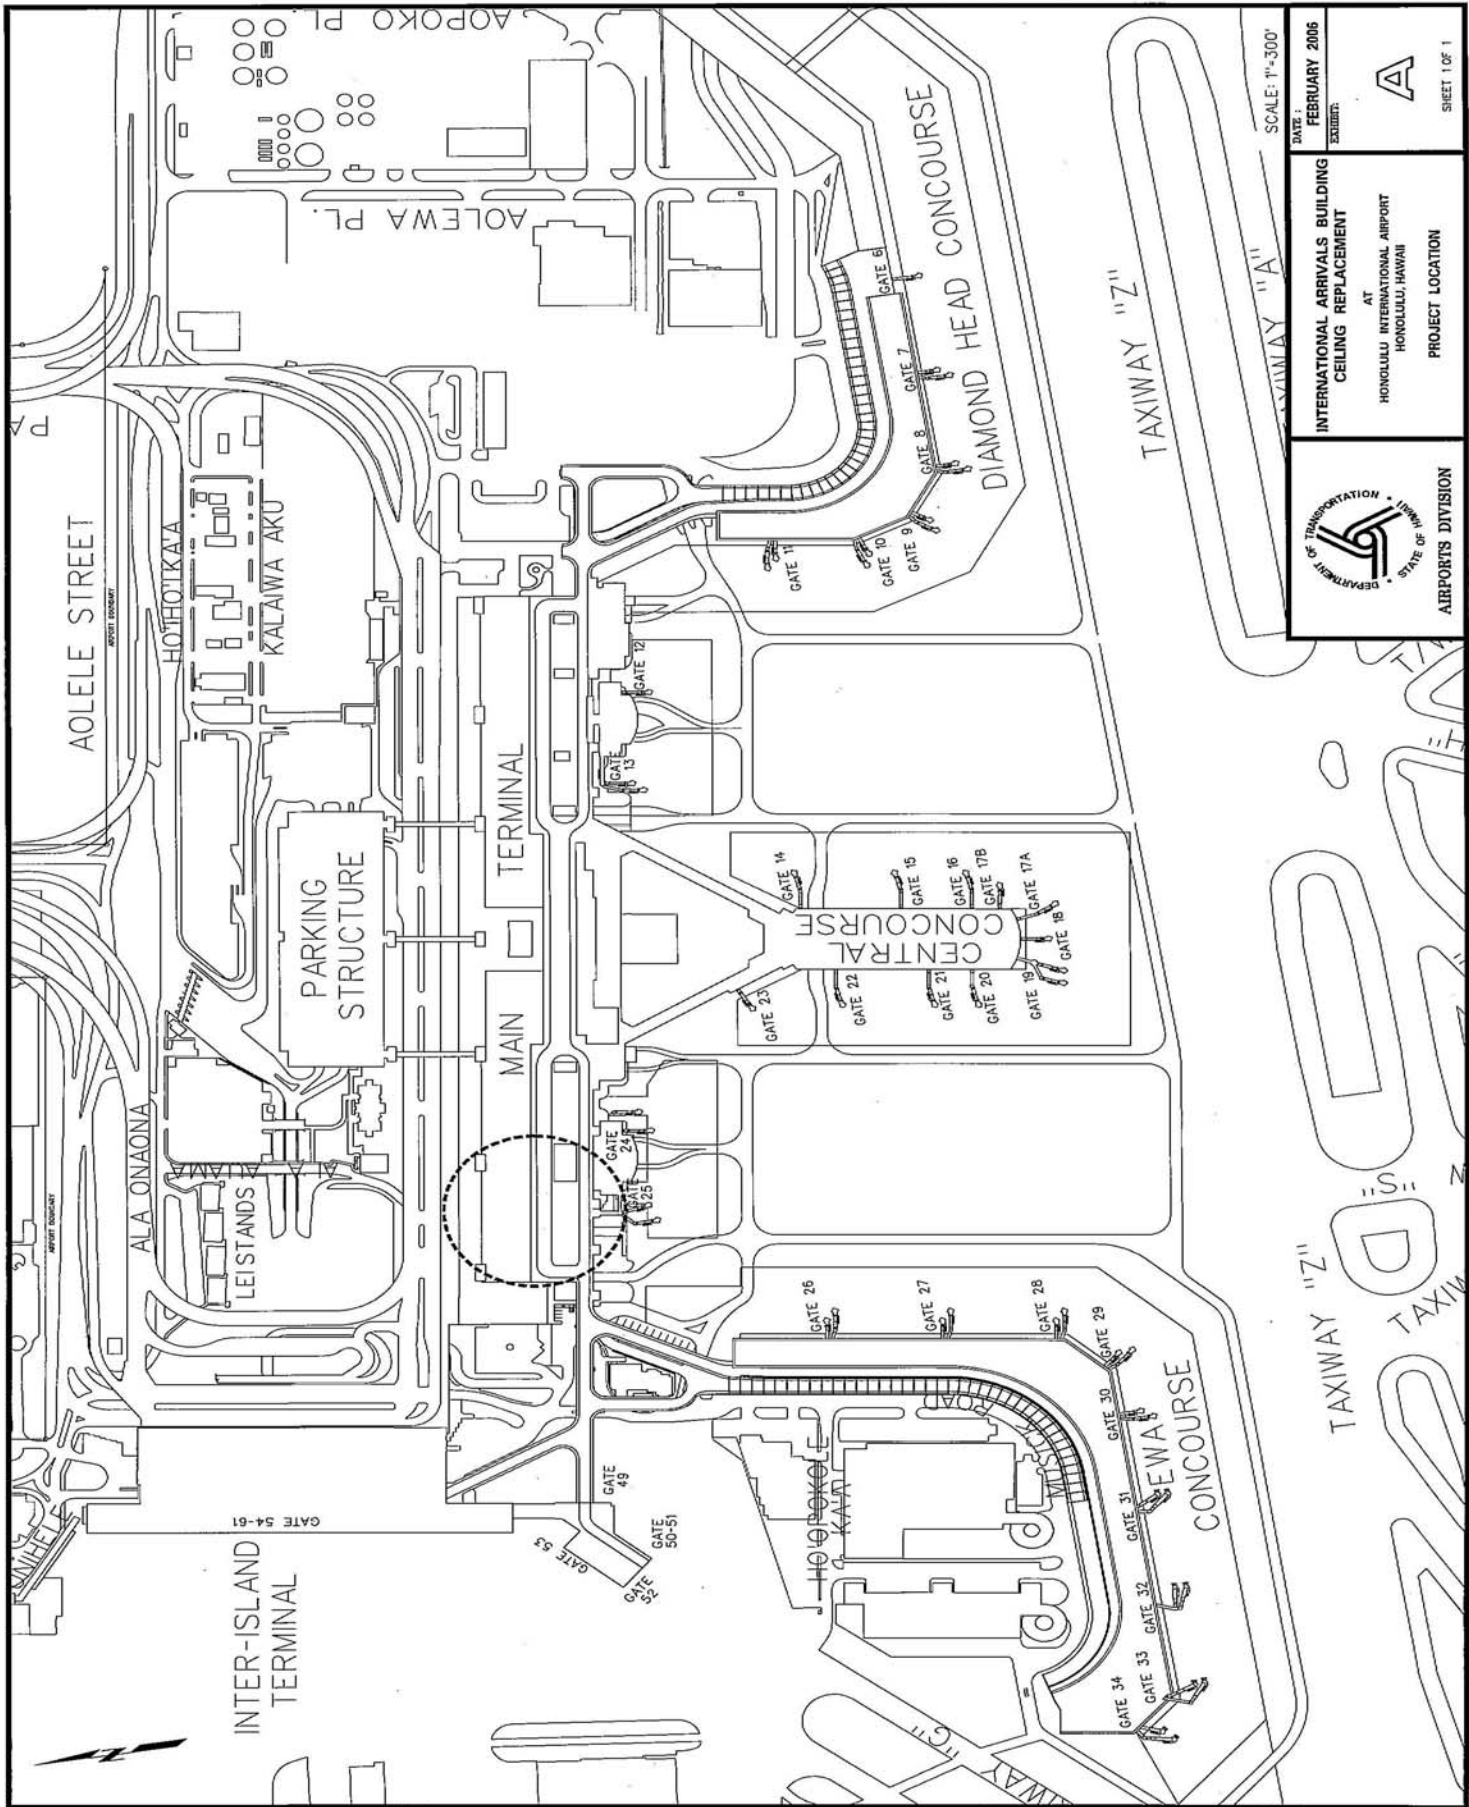 INTER-ISLAND
TERMINAL
GATE 54-61
GATE 53
GATE
52
GATE
50-51
GATE
49
ALA ONAONA
LEI STANDS
AIRPORT BOUNDARY
AOLELE STREET
AIRPORT BOUNDARY
KALAIWA AKU
PARKING
STRUCTURE
MAIN
TERMINAL
AOLEWA PL.
AOPOKO PL.
GATE 6
GATE 7
GATE 8
GATE 9
GATE 10
GATE 11
DIAMOND HEAD CONCOURSE
GATE 12
GATE
13
GATE 14
GATE 15
GATE 16
GATE 17B
GATE 17A
GATE 18
GATE 19
GATE 20
GATE 21
GATE 22
GATE 23
CENTRAL
CONCOURSE
GATE
24
GATE
25
GATE 26
GATE 27
GATE 28
GATE 29
GATE 30
GATE 31
GATE 32
GATE 33
GATE 34
EWA
CONCOURSE
TAXIWAY "Z"
TAXIWAY "Z"
TAXIWAY "A"
"S"
"G"
SCALE: 1"=300'
DEPARTMENT OF TRANSPORTATION • STATE OF HAWAII •
AIRPORTS DIVISION
INTERNATIONAL ARRIVALS BUILDING
CEILING REPLACEMENT
AT
HONOLULU INTERNATIONAL AIRPORT
HONOLULU, HAWAII
PROJECT LOCATION
DATE :
FEBRUARY 2006
EXHIBIT:
A
SHEET 1 OF 1